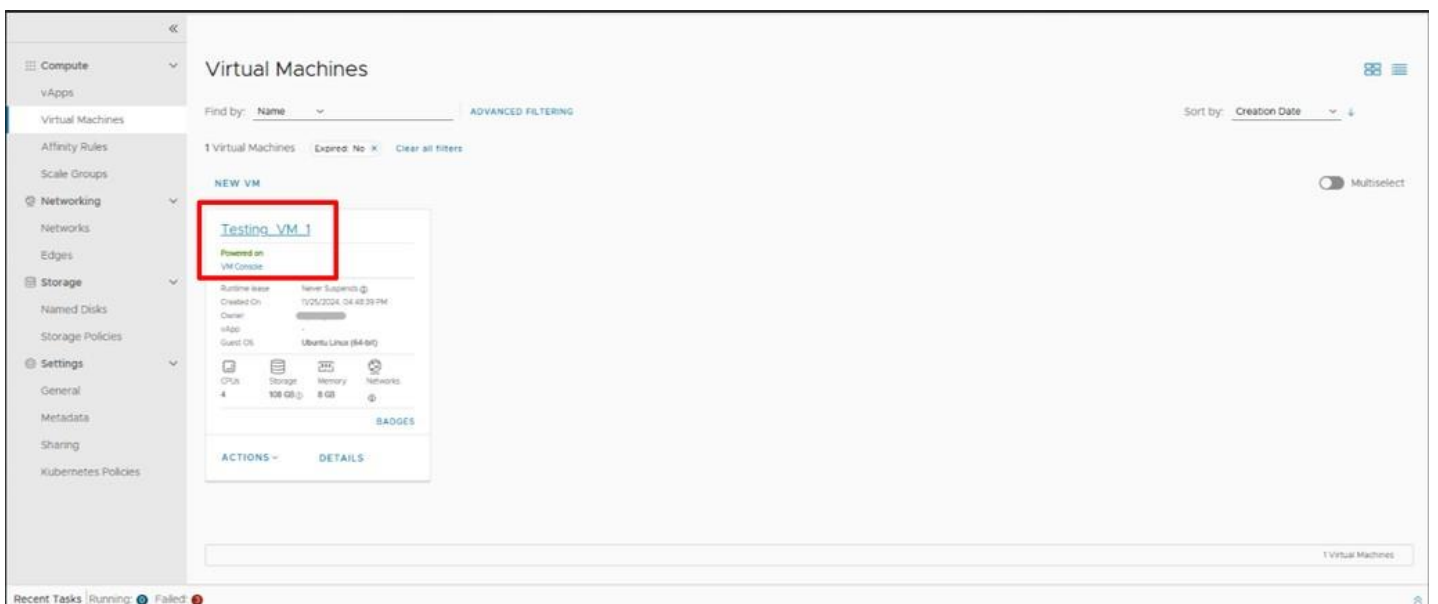 «
Compute
vApps
Virtual Machines
Affinity Rules
Scale Groups
Networking
Networks
Edges
Storage
Named Disks
Storage Policies
Settings
General
Metadata
Sharing
Kubernetes Policies
Virtual Machines
Find by: Name ADVANCED FILTERING Sort by: Creation Date
1 Virtual Machines Expired: No × Clear all filters
NEW VM Multiselect
Testing_VM_1
Powered on
VM Console
Runtime lease Never Suspends
Created On 11/25/2024, 04:48:39 PM
Owner
vApp -
Guest OS Ubuntu Linux (64-bit)
CPUs Storage Memory Networks
4 108 GB 8 GB
BADGES
ACTIONS DETAILS
1 Virtual Machines
Recent Tasks Running: 0 Failed: 3